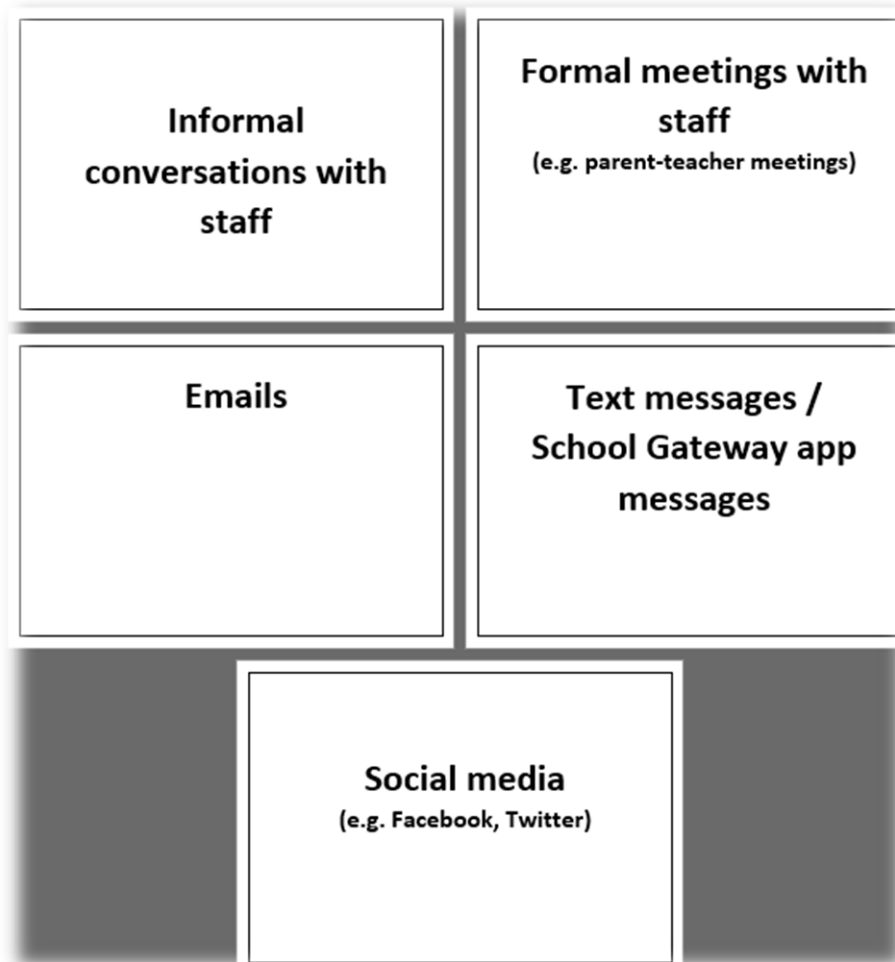 Informal
conversations with
staff
Formal meetings with
staff
(e.g. parent-teacher meetings)
Emails
Text messages /
School Gateway app
messages
Social media
(e.g. Facebook, Twitter)